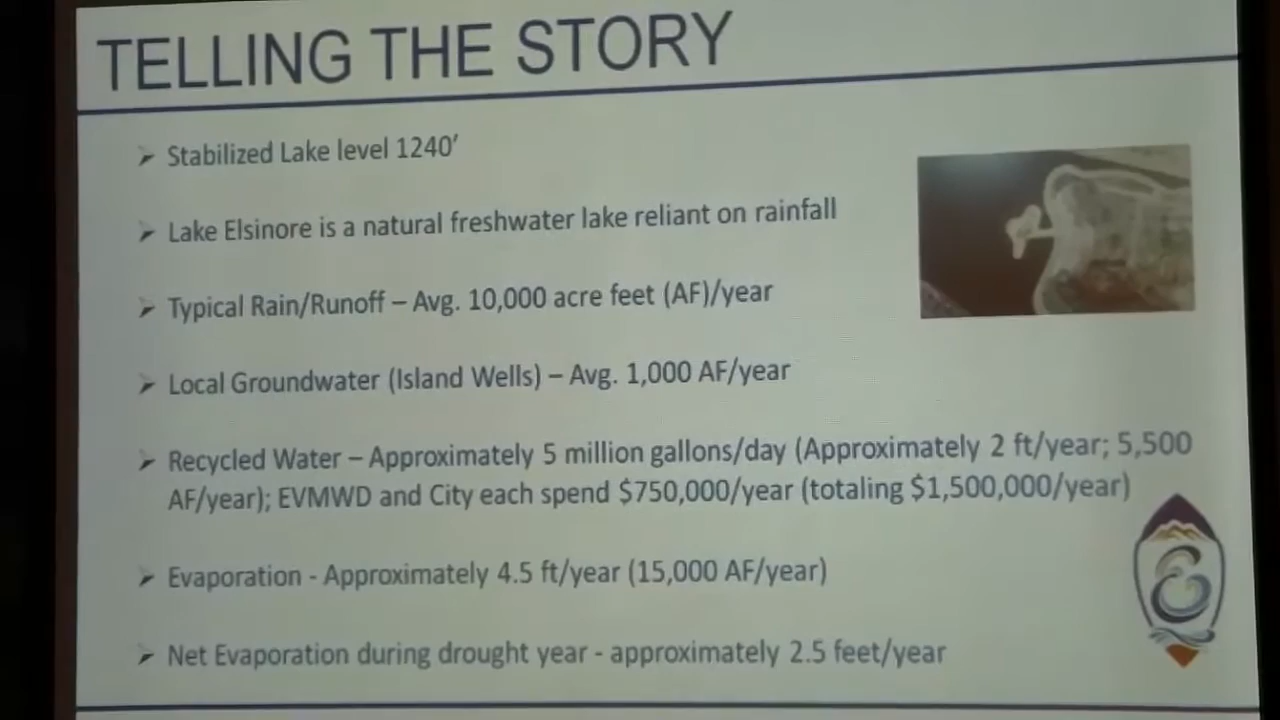 TELLING THE STORY
Stabilized Lake level 1240'
Lake Elsinore is a natural freshwater lake reliant on rainfall
Typical Rain/Runoff – Avg. 10,000 acre feet (AF)/year
Local Groundwater (Island Wells) – Avg. 1,000 AF/year
Recycled Water – Approximately 5 million gallons/day (Approximately 2 ft/year; 5,500
AF/year); EVMWD and City each spend $750,000/year (totaling $1,500,000/year)
Evaporation - Approximately 4.5 ft/year (15,000 AF/year)
Net Evaporation during drought year - approximately 2.5 feet/year